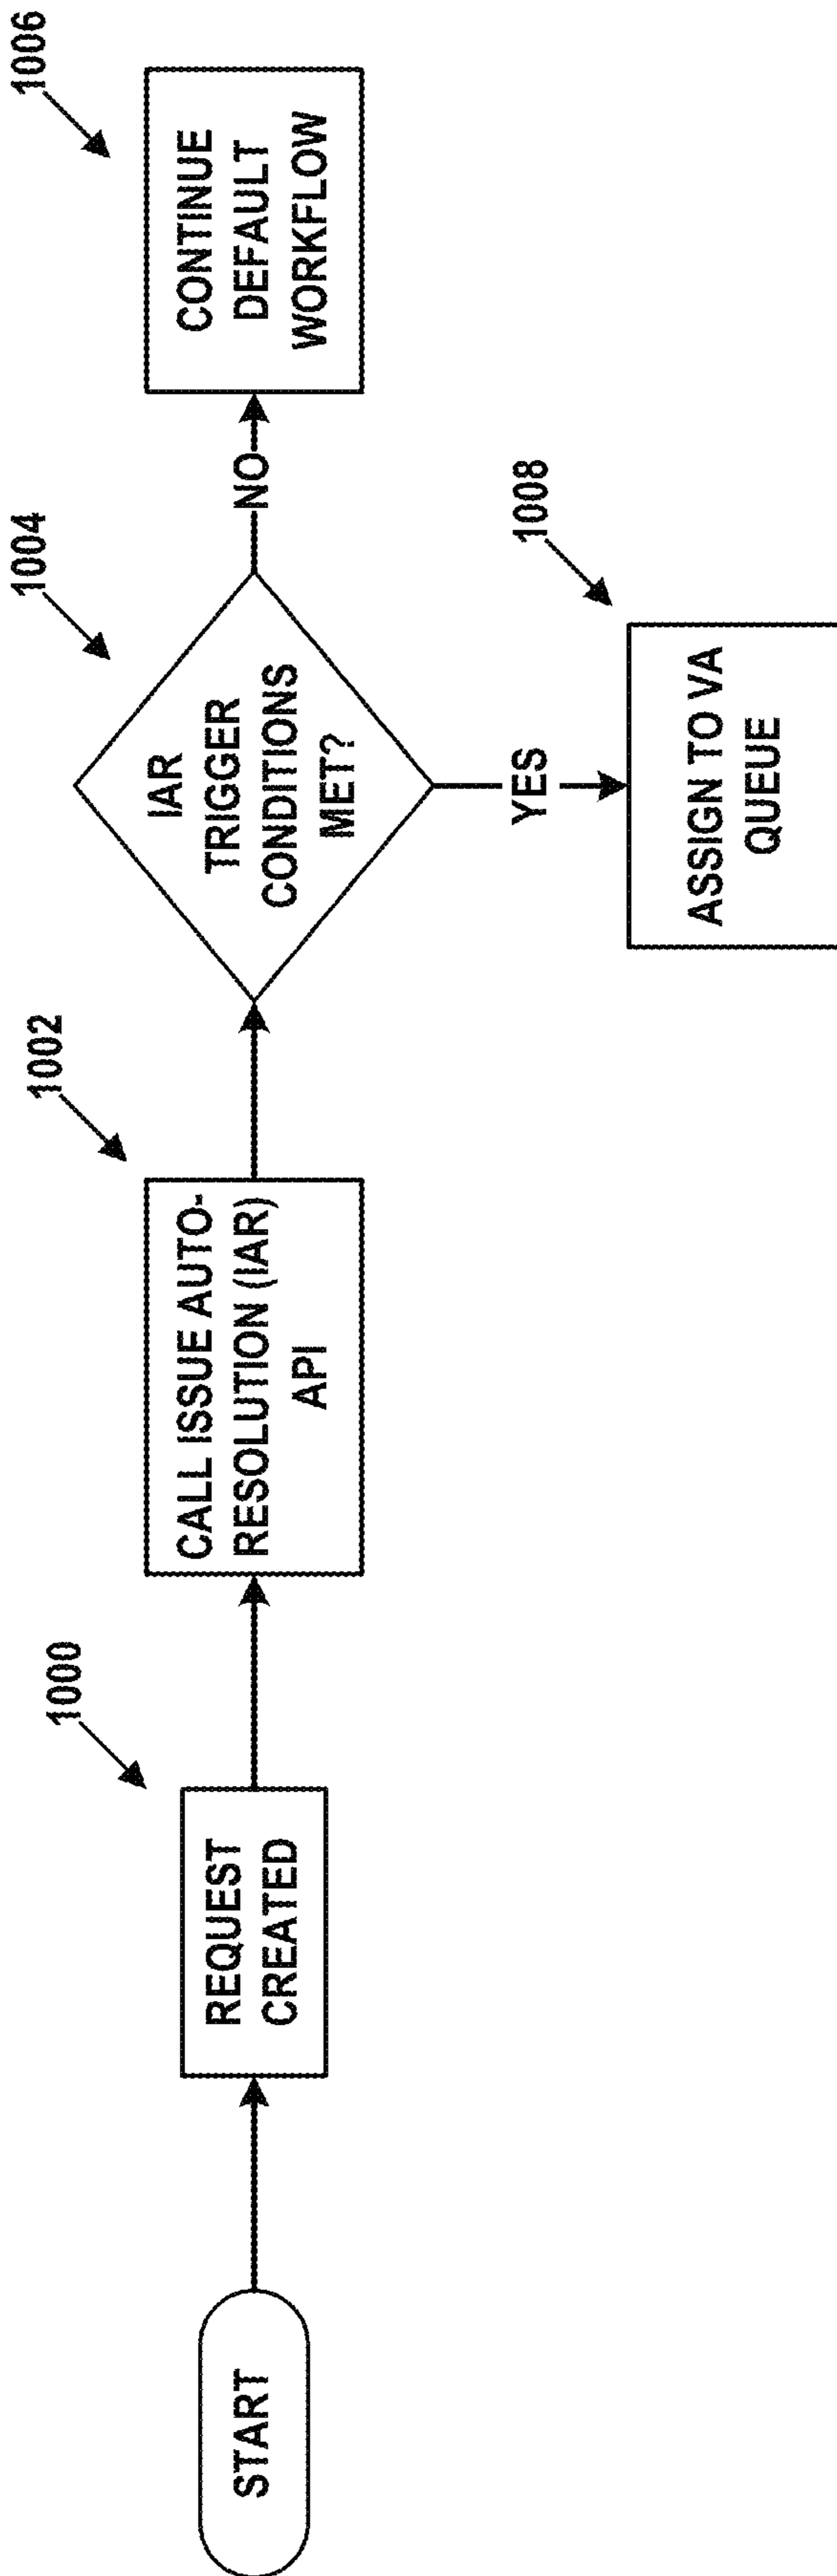 START
1000
REQUEST
CREATED
1002
CALL ISSUE AUTO-
RESOLUTION (IAR)
API
1004
IAR
TRIGGER
CONDITIONS
MET?
NO
1006
CONTINUE
DEFAULT
WORKFLOW
YES
1008
ASSIGN TO VA
QUEUE